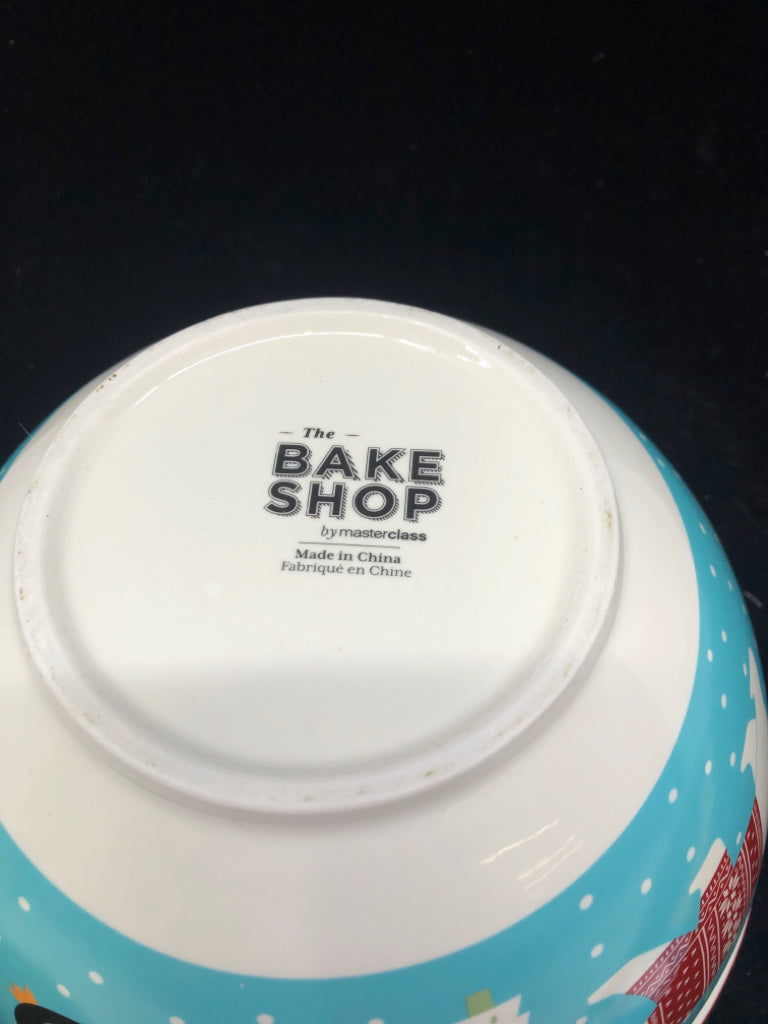 The
BAKE
SHOP
by masterclass
Made in China
Fabriqué en Chine